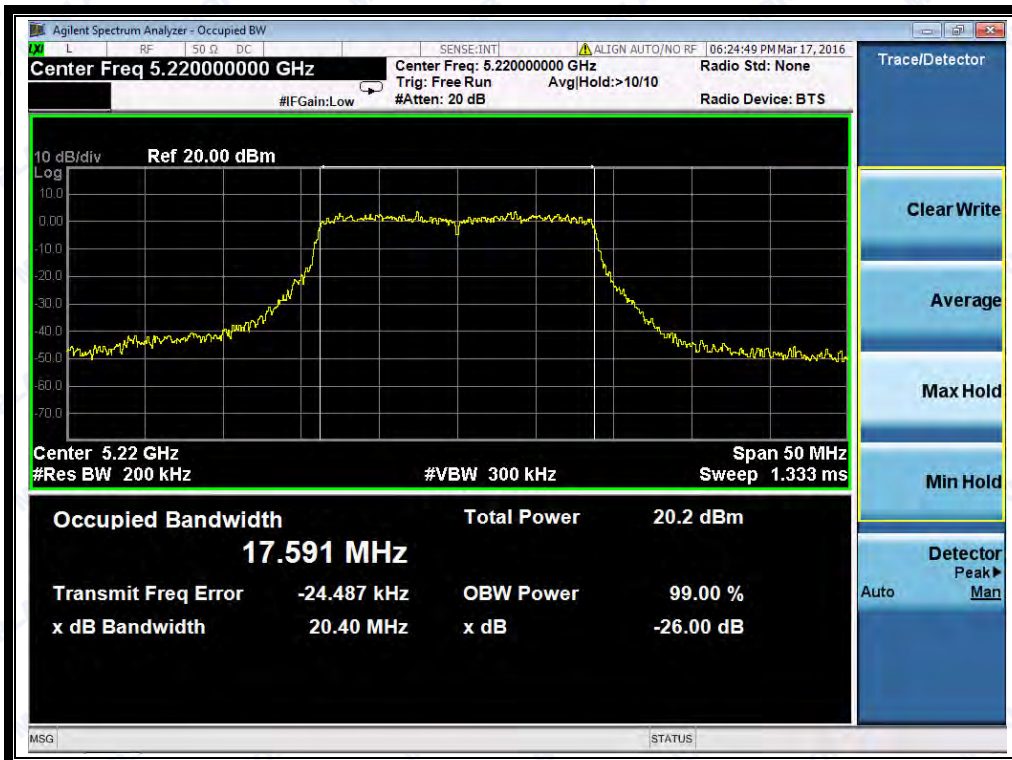 Agilent Spectrum Analyzer - Occupied BW
LXI L RF 50 Ω DC SENSE:INT ALIGN AUTO/NO RF 06:24:49 PM Mar 17, 2016
Center Freq 5.220000000 GHz Center Freq: 5.220000000 GHz Radio Std: None
Trig: Free Run Avg|Hold:>10/10
#IFGain:Low #Atten: 20 dB Radio Device: BTS
Trace/Detector
10 dB/div Ref 20.00 dBm
Log
10.0
0.00
-10.0
-20.0
-30.0
-40.0
-50.0
-60.0
-70.0
Center 5.22 GHz Span 50 MHz
#Res BW 200 kHz #VBW 300 kHz Sweep 1.333 ms
Occupied Bandwidth Total Power 20.2 dBm
17.591 MHz
Transmit Freq Error -24.487 kHz OBW Power 99.00 %
x dB Bandwidth 20.40 MHz x dB -26.00 dB
Clear Write
Average
Max Hold
Min Hold
Detector
Peak▶
Auto Man
MSG STATUS